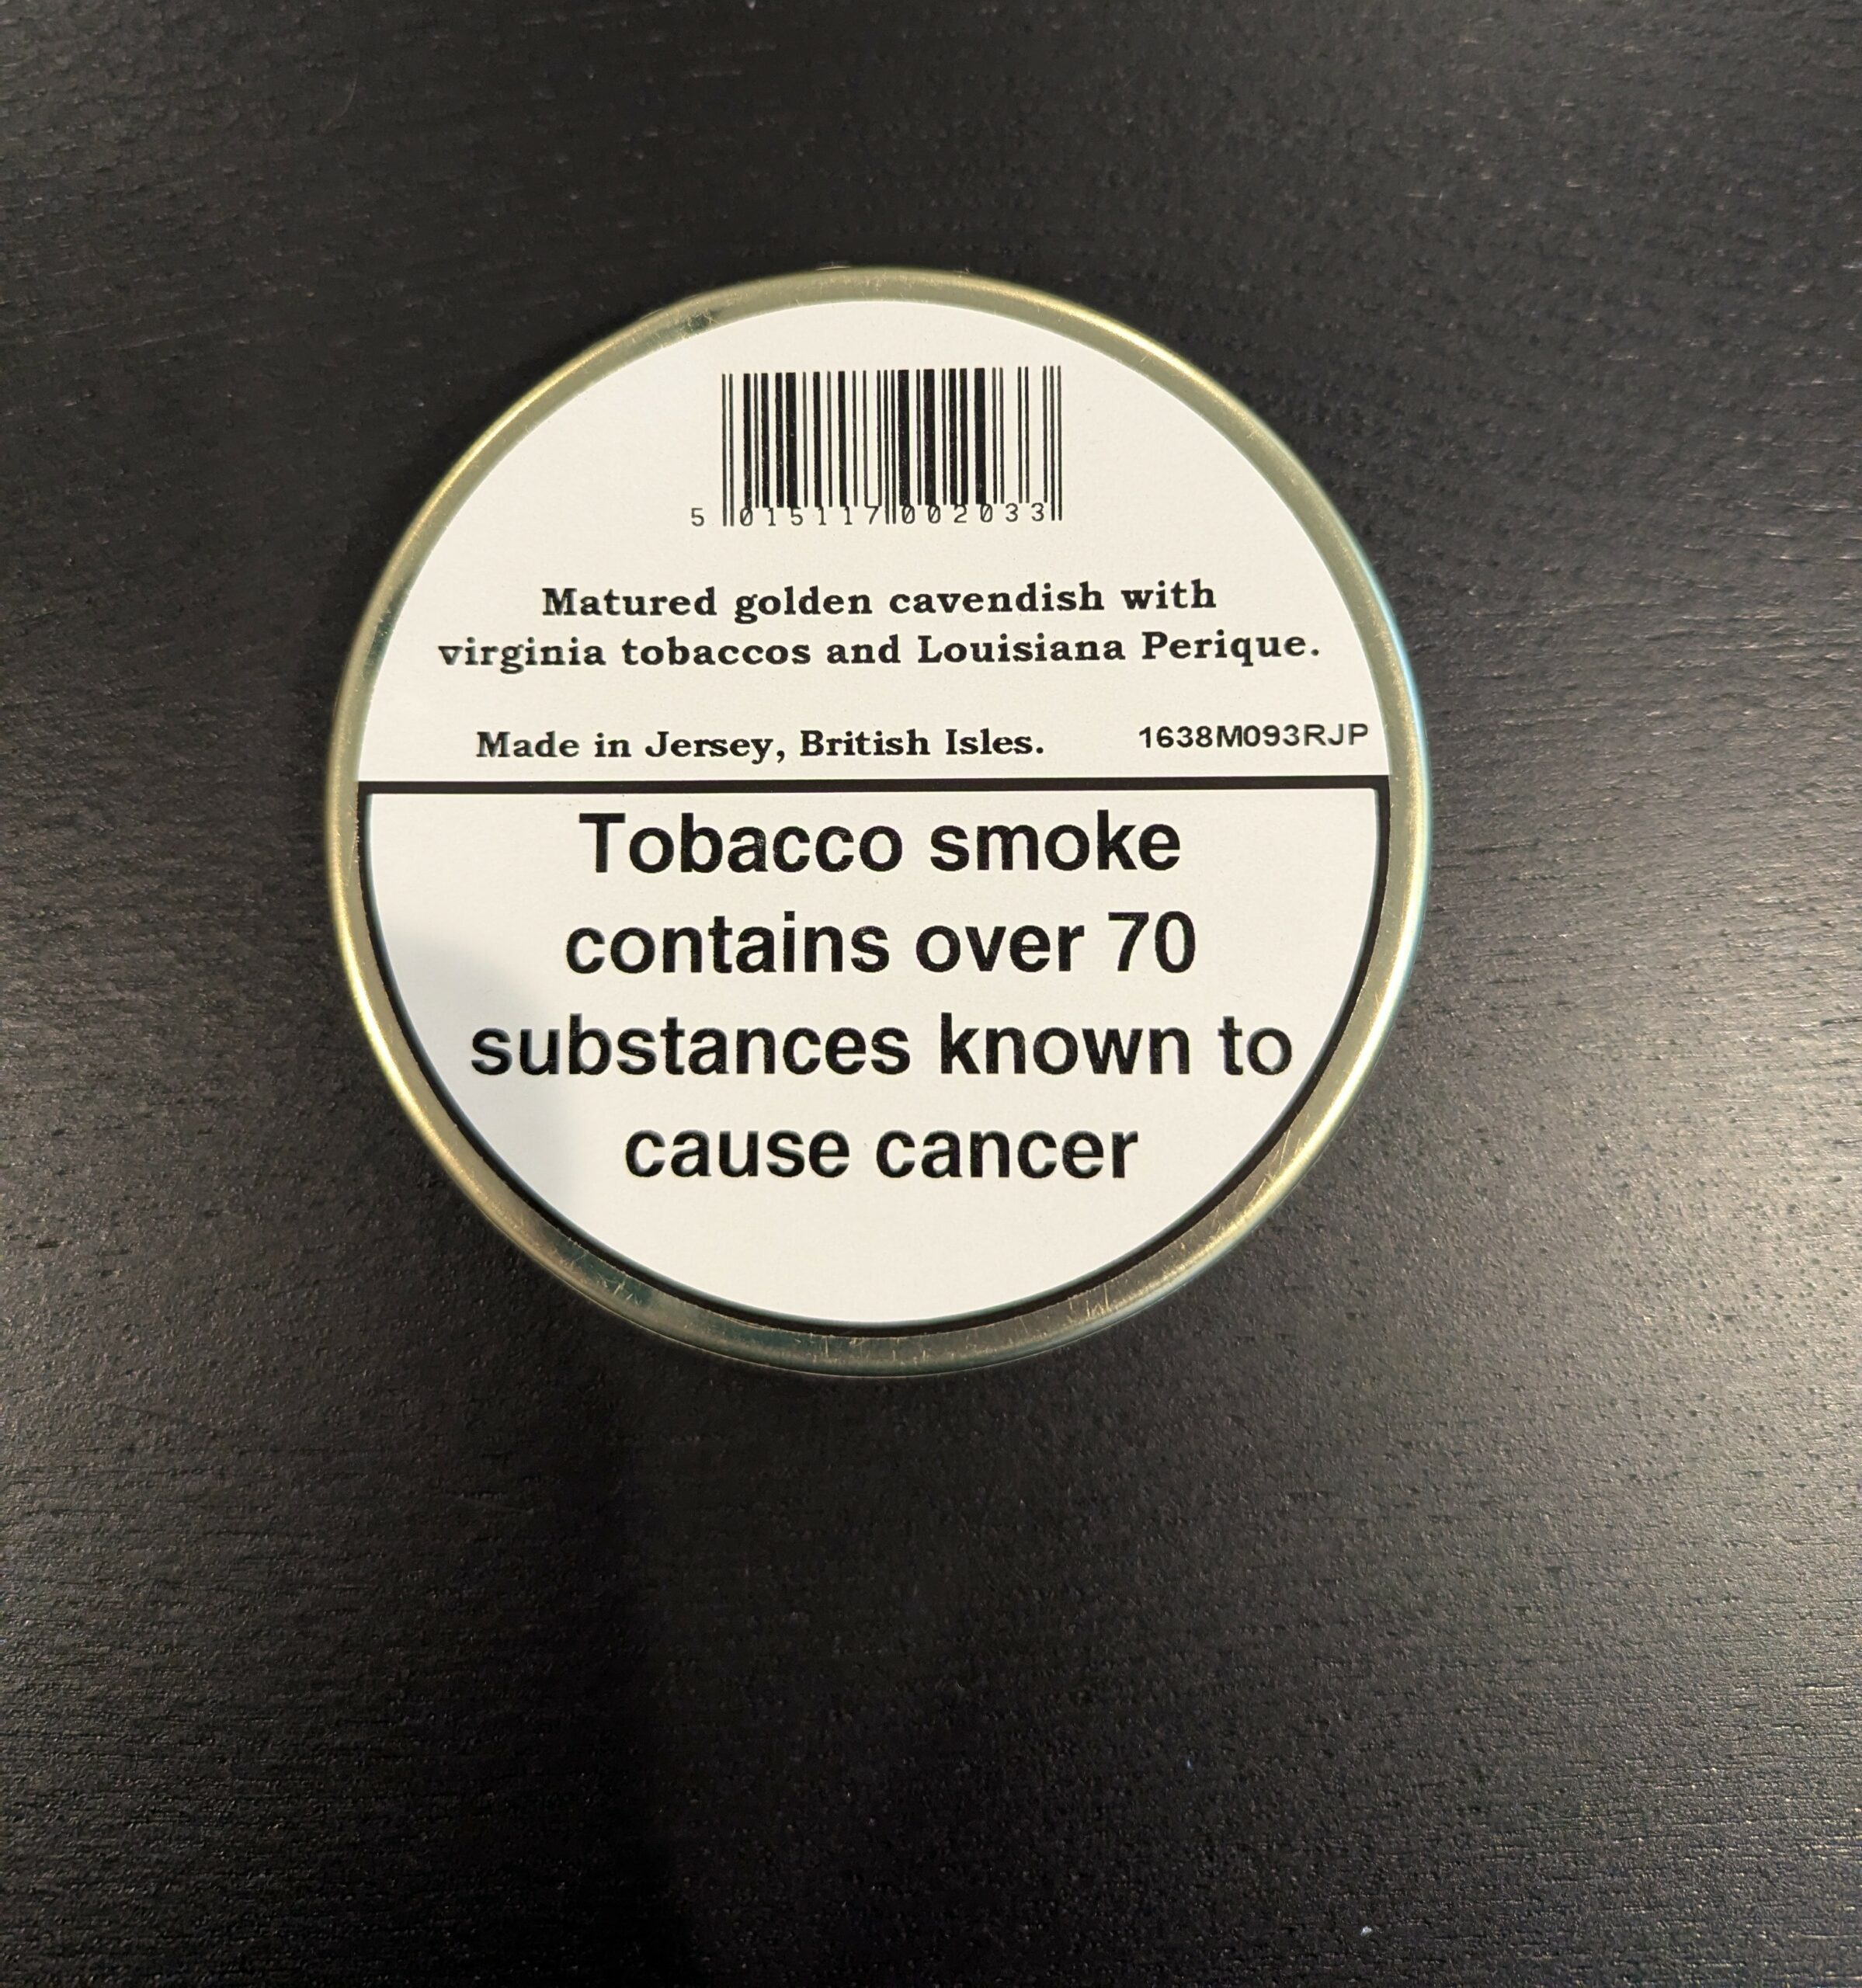 5 015117 002033
Matured golden cavendish with
virginia tobaccos and Louisiana Perique.
Made in Jersey, British Isles. 1638M093RJP
Tobacco smoke
contains over 70
substances known to
cause cancer